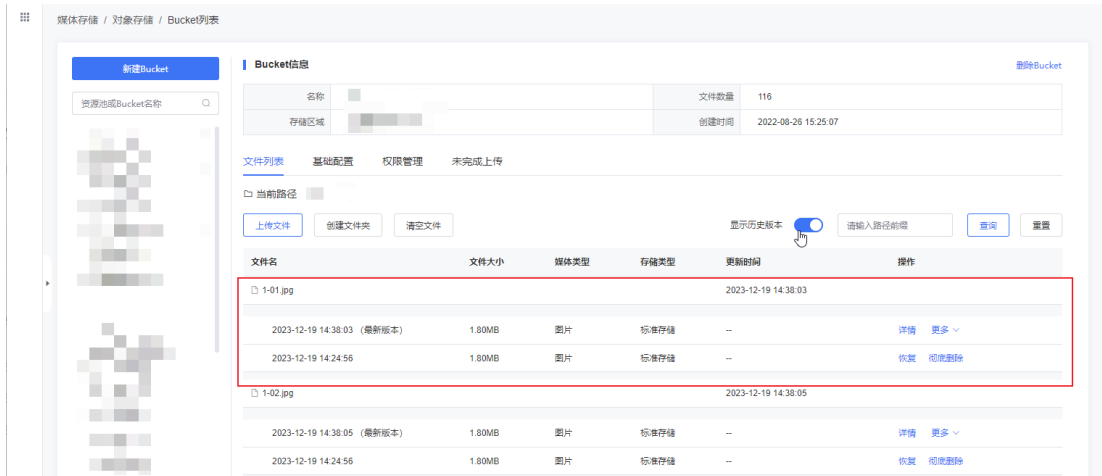 媒体存储 / 对象存储 / Bucket列表
新建Bucket
资源池或Bucket名称
Bucket信息
删除Bucket
名称
文件数量 116
存储区域
创建时间 2022-08-26 15:25:07
文件列表 基础配置 权限管理 未完成上传
当前路径
上传文件 创建文件夹 清空文件 显示历史版本 请输入路径前缀 查询 重置
文件名 文件大小 媒体类型 存储类型 更新时间 操作
1-01.jpg 2023-12-19 14:38:03
2023-12-19 14:38:03 （最新版本） 1.80MB 图片 标准存储 -- 详情 更多
2023-12-19 14:24:56 1.80MB 图片 标准存储 -- 恢复 彻底删除
1-02.jpg 2023-12-19 14:38:05
2023-12-19 14:38:05 （最新版本） 1.80MB 图片 标准存储 -- 详情 更多
2023-12-19 14:24:56 1.80MB 图片 标准存储 -- 恢复 彻底删除